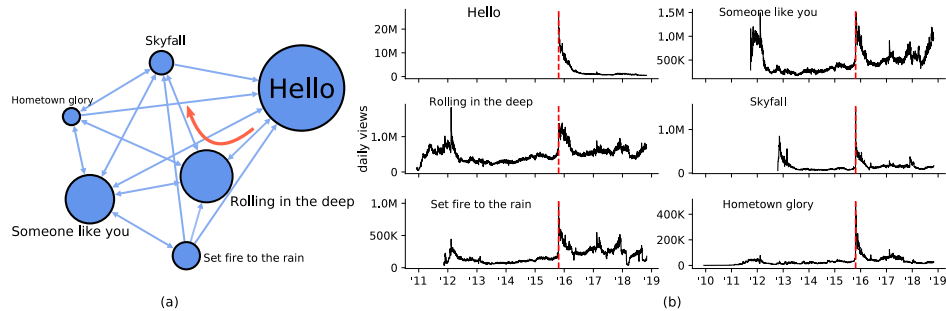 Skyfall
Hello
Hometown glory
Rolling in the deep
Someone like you
Set fire to the rain
(a)
daily views
Hello
20M
10M
0
Someone like you
1.5M
1.0M
500K
Rolling in the deep
1.0M
0
Skyfall
1.0M
0
Set fire to the rain
1.0M
500K
0
'11 '12 '13 '14 '15 '16 '17 '18 '19
Hometown glory
400K
200K
0
'10 '11 '12 '13 '14 '15 '16 '17 '18 '19
(b)